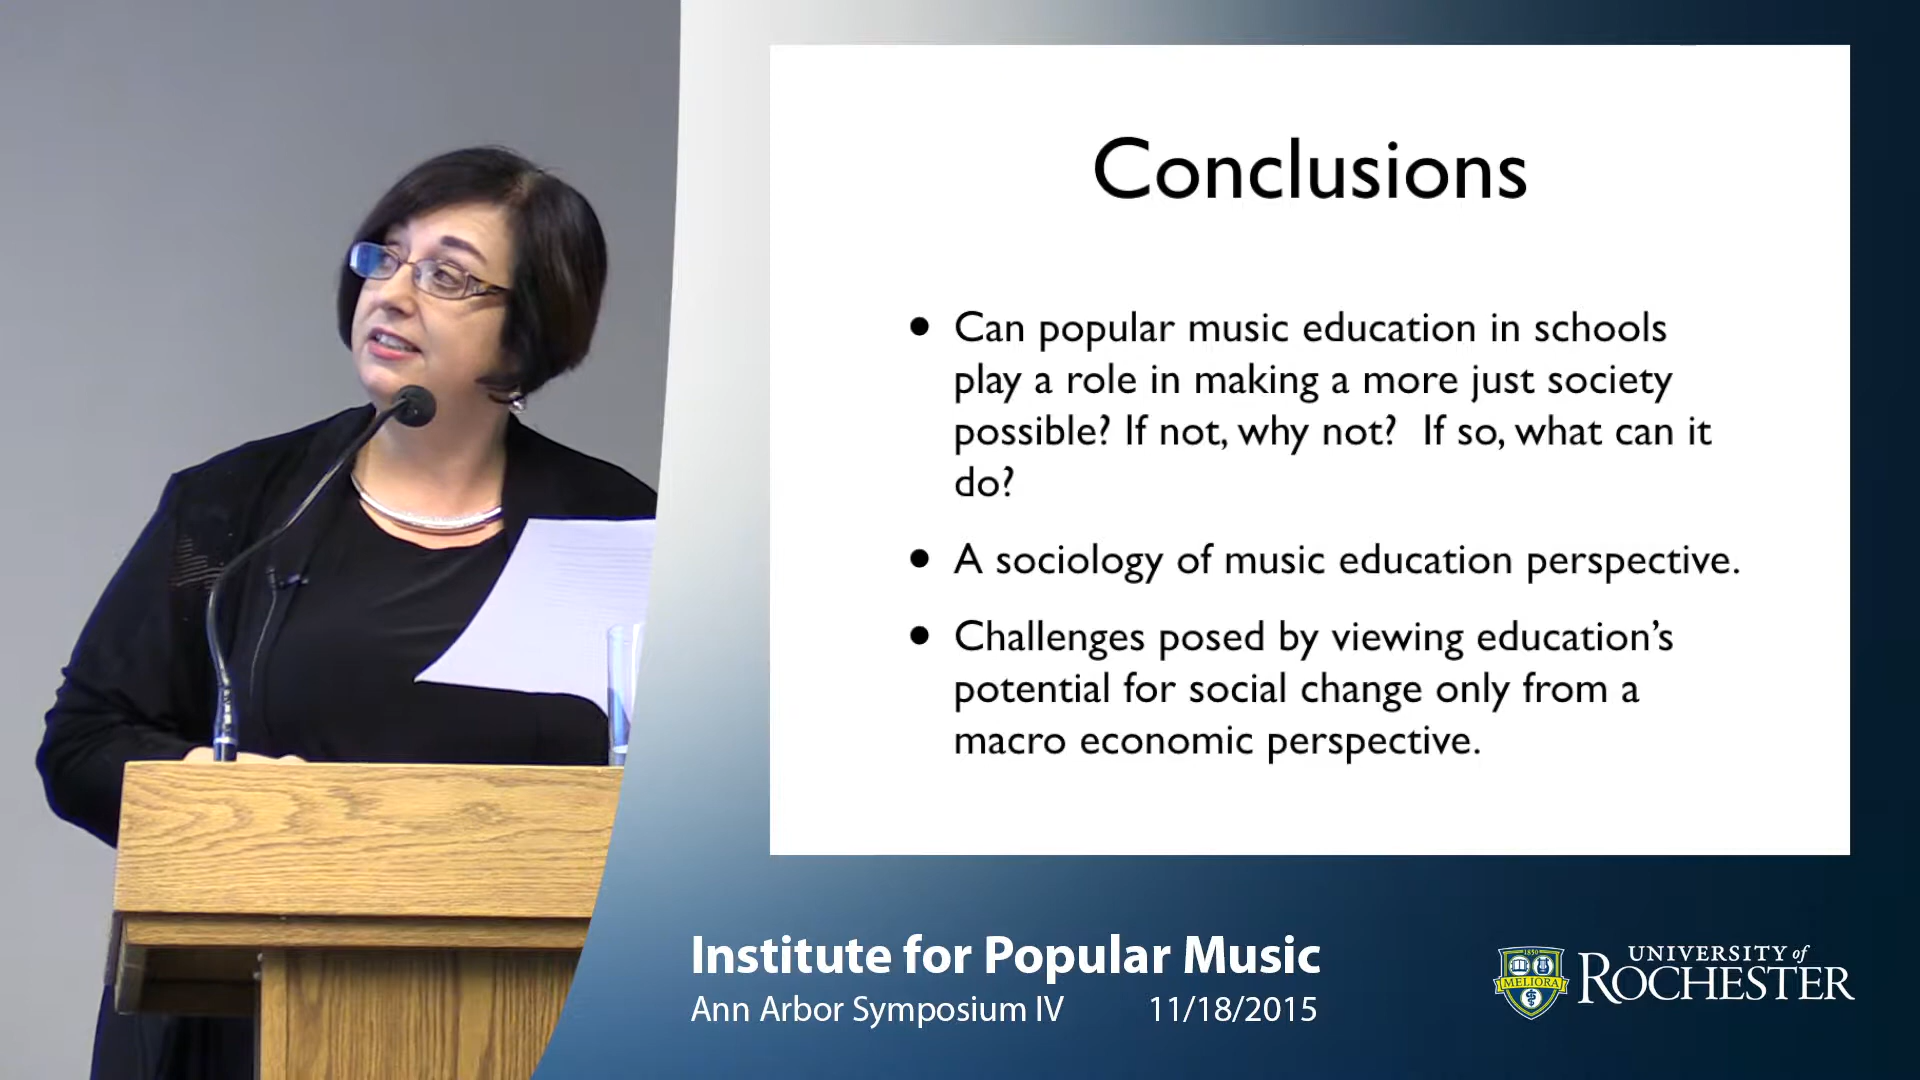 Conclusions
• Can popular music education in schools
play a role in making a more just society
possible? If not, why not?  If so, what can it
do?
• A sociology of music education perspective.
• Challenges posed by viewing education’s
potential for social change only from a
macro economic perspective.
Institute for Popular Music
Ann Arbor Symposium IV 11/18/2015
1850
MELIORA
UNIVERSITY of
ROCHESTER